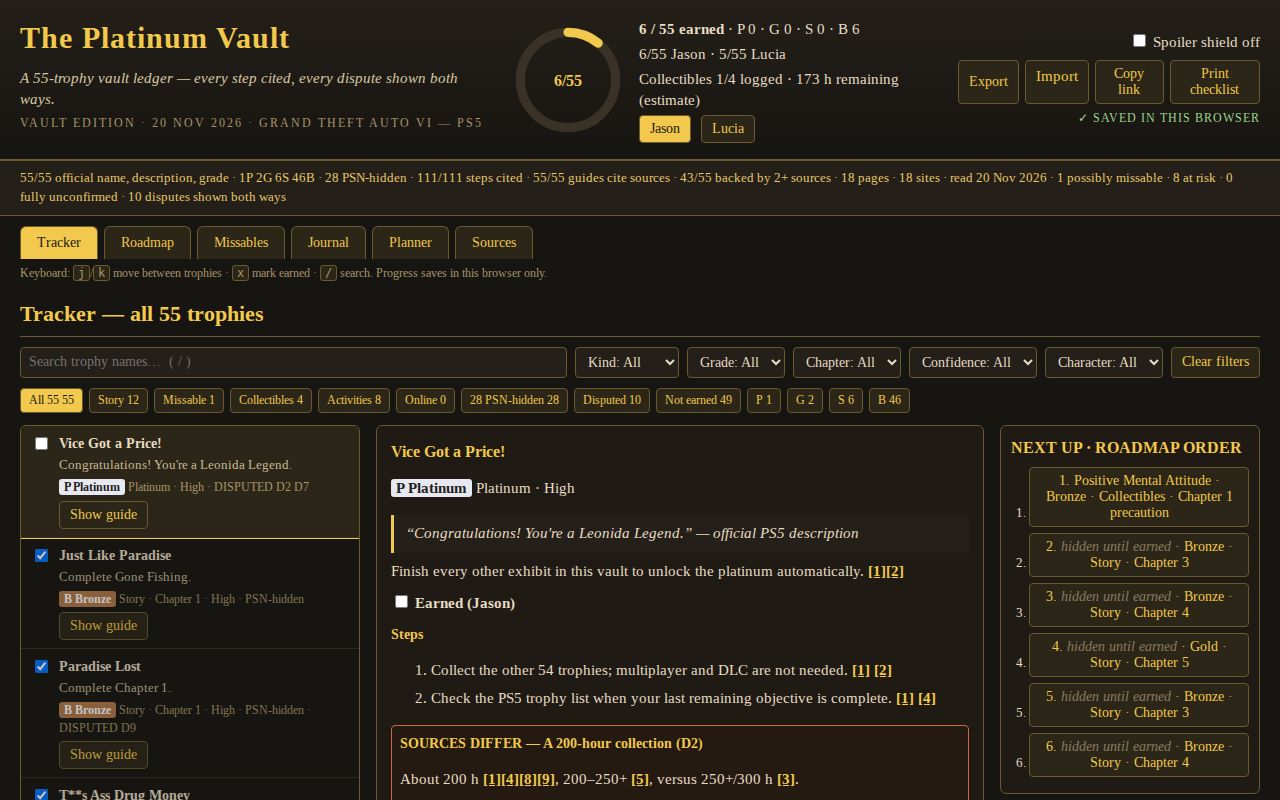 The Platinum Vault
A 55-trophy vault ledger — every step cited, every dispute shown both
ways.
VAULT EDITION · 20 NOV 2026 · GRAND THEFT AUTO VI — PS5
6/55
6 / 55 earned · P 0 · G 0 · S 0 · B 6
6/55 Jason · 5/55 Lucia
Collectibles 1/4 logged · 173 h remaining
(estimate)
Jason
Lucia
Spoiler shield off
Export
Import
Copy
link
Print
checklist
✓ SAVED IN THIS BROWSER
55/55 official name, description, grade · 1P 2G 6S 46B · 28 PSN-hidden · 111/111 steps cited · 55/55 guides cite sources · 43/55 backed by 2+ sources · 18 pages · 18 sites · read 20 Nov 2026 · 1 possibly missable · 8 at risk · 0
fully unconfirmed · 10 disputes shown both ways
Tracker
Roadmap
Missables
Journal
Planner
Sources
Keyboard: j/k move between trophies · x mark earned · / search. Progress saves in this browser only.
Tracker — all 55 trophies
Search trophy names… ( / )
Kind: All
Grade: All
Chapter: All
Confidence: All
Character: All
Clear filters
All 55 55
Story 12
Missable 1
Collectibles 4
Activities 8
Online 0
28 PSN-hidden 28
Disputed 10
Not earned 49
P 1
G 2
S 6
B 46
Vice Got a Price!
Congratulations! You're a Leonida Legend.
P Platinum Platinum · High · DISPUTED D2 D7
Show guide
Just Like Paradise
Complete Gone Fishing.
B Bronze Story · Chapter 1 · High · PSN-hidden
Show guide
Paradise Lost
Complete Chapter 1.
B Bronze Story · Chapter 1 · High · PSN-hidden ·
DISPUTED D9
Show guide
T**s Ass Drug Money
Vice Got a Price!
P Platinum Platinum · High
“Congratulations! You're a Leonida Legend.” — official PS5 description
Finish every other exhibit in this vault to unlock the platinum automatically. [1][2]
Earned (Jason)
Steps
1. Collect the other 54 trophies; multiplayer and DLC are not needed. [1] [2]
2. Check the PS5 trophy list when your last remaining objective is complete. [1] [4]
SOURCES DIFFER — A 200-hour collection (D2)
About 200 h [1][4][8][9], 200–250+ [5], versus 250+/300 h [3].
NEXT UP · ROADMAP ORDER
1. 1. Positive Mental Attitude ·
Bronze · Collectibles · Chapter 1
precaution
2. 2. hidden until earned · Bronze ·
Story · Chapter 3
3. 3. hidden until earned · Bronze ·
Story · Chapter 4
4. 4. hidden until earned · Gold ·
Story · Chapter 5
5. 5. hidden until earned · Bronze ·
Story · Chapter 3
6. 6. hidden until earned · Bronze ·
Story · Chapter 4